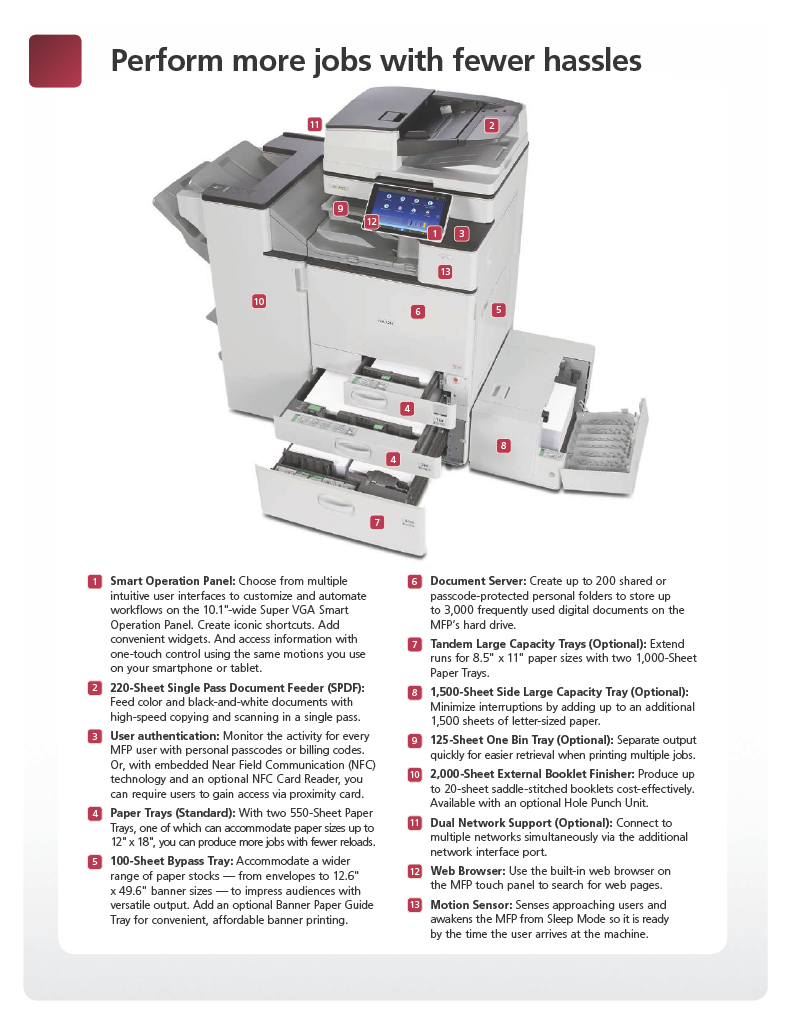 Perform more jobs with fewer hassles
11
2
9
12
1
3
13
10
6
5
4
4
8
7
1 Smart Operation Panel: Choose from multiple
intuitive user interfaces to customize and automate
workflows on the 10.1"-wide Super VGA Smart
Operation Panel. Create iconic shortcuts. Add
convenient widgets. And access information with
one-touch control using the same motions you use
on your smartphone or tablet.
2 220-Sheet Single Pass Document Feeder (SPDF):
Feed color and black-and-white documents with
high-speed copying and scanning in a single pass.
3 User authentication: Monitor the activity for every
MFP user with personal passcodes or billing codes.
Or, with embedded Near Field Communication (NFC)
technology and an optional NFC Card Reader, you
can require users to gain access via proximity card.
4 Paper Trays (Standard): With two 550-Sheet Paper
Trays, one of which can accommodate paper sizes up to
12" x 18", you can produce more jobs with fewer reloads.
5 100-Sheet Bypass Tray: Accommodate a wider
range of paper stocks — from envelopes to 12.6"
x 49.6" banner sizes — to impress audiences with
versatile output. Add an optional Banner Paper Guide
Tray for convenient, affordable banner printing.
6 Document Server: Create up to 200 shared or
passcode-protected personal folders to store up
to 3,000 frequently used digital documents on the
MFP’s hard drive.
7 Tandem Large Capacity Trays (Optional): Extend
runs for 8.5" x 11" paper sizes with two 1,000-Sheet
Paper Trays.
8 1,500-Sheet Side Large Capacity Tray (Optional):
Minimize interruptions by adding up to an additional
1,500 sheets of letter-sized paper.
9 125-Sheet One Bin Tray (Optional): Separate output
quickly for easier retrieval when printing multiple jobs.
10 2,000-Sheet External Booklet Finisher: Produce up
to 20-sheet saddle-stitched booklets cost-effectively.
Available with an optional Hole Punch Unit.
11 Dual Network Support (Optional): Connect to
multiple networks simultaneously via the additional
network interface port.
12 Web Browser: Use the built-in web browser on
the MFP touch panel to search for web pages.
13 Motion Sensor: Senses approaching users and
awakens the MFP from Sleep Mode so it is ready
by the time the user arrives at the machine.